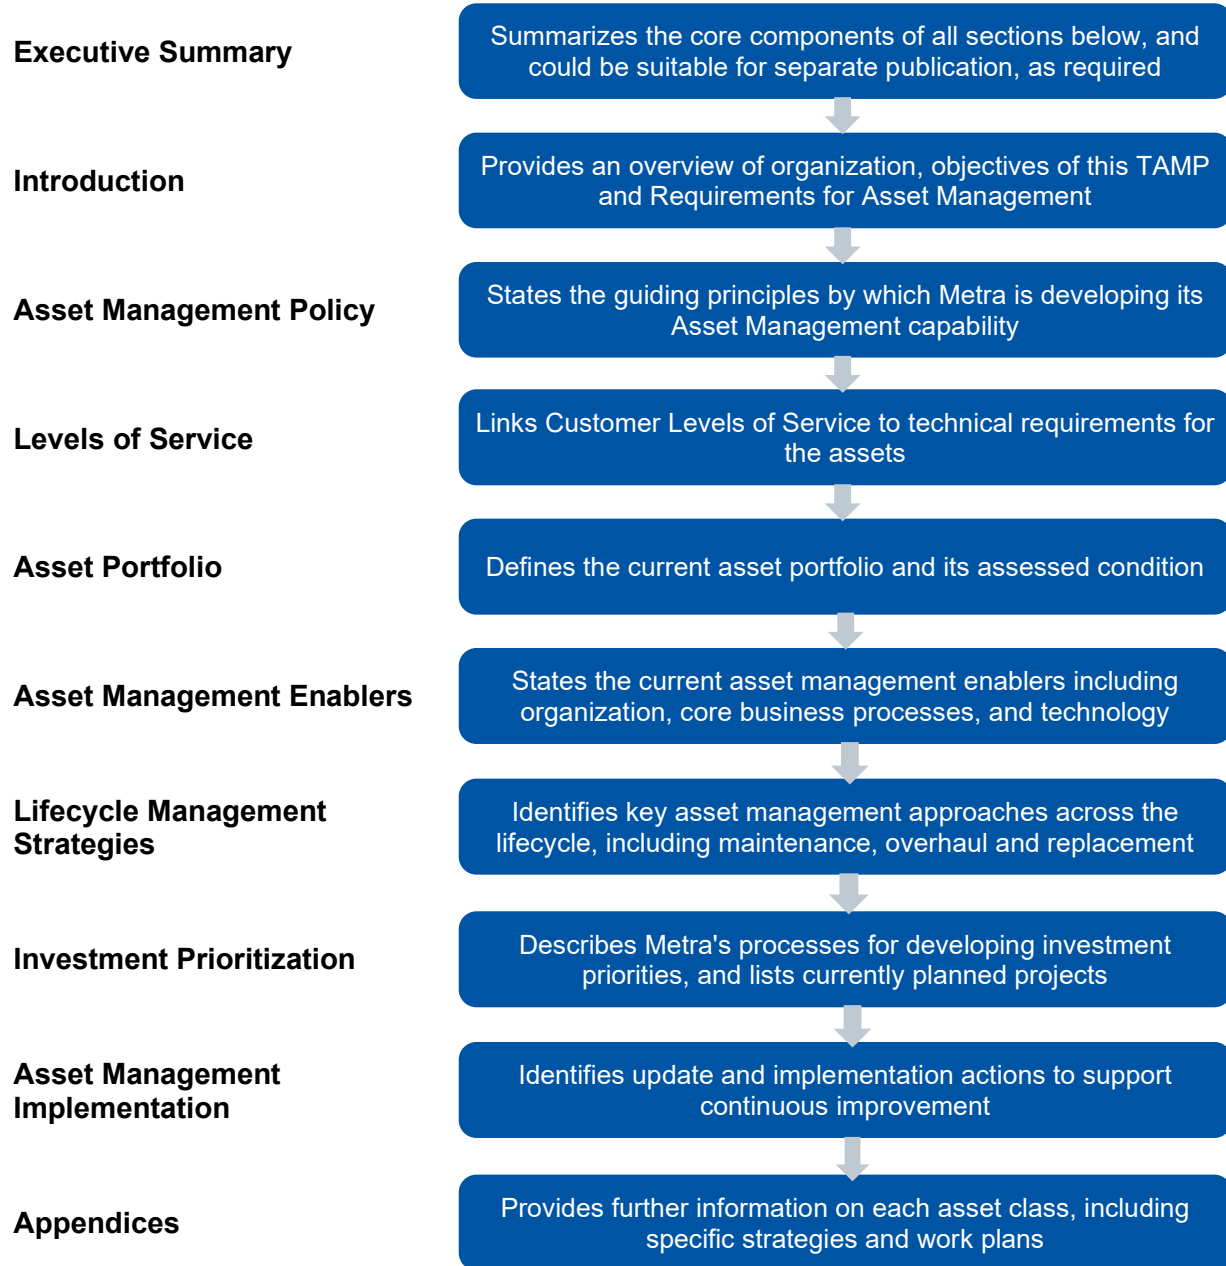 Executive Summary
Summarizes the core components of all sections below, and
could be suitable for separate publication, as required
Introduction
Provides an overview of organization, objectives of this TAMP
and Requirements for Asset Management
Asset Management Policy
States the guiding principles by which Metra is developing its
Asset Management capability
Levels of Service
Links Customer Levels of Service to technical requirements for
the assets
Asset Portfolio
Defines the current asset portfolio and its assessed condition
Asset Management Enablers
States the current asset management enablers including
organization, core business processes, and technology
Lifecycle Management
Strategies
Identifies key asset management approaches across the
lifecycle, including maintenance, overhaul and replacement
Investment Prioritization
Describes Metra's processes for developing investment
priorities, and lists currently planned projects
Asset Management
Implementation
Identifies update and implementation actions to support
continuous improvement
Appendices
Provides further information on each asset class, including
specific strategies and work plans